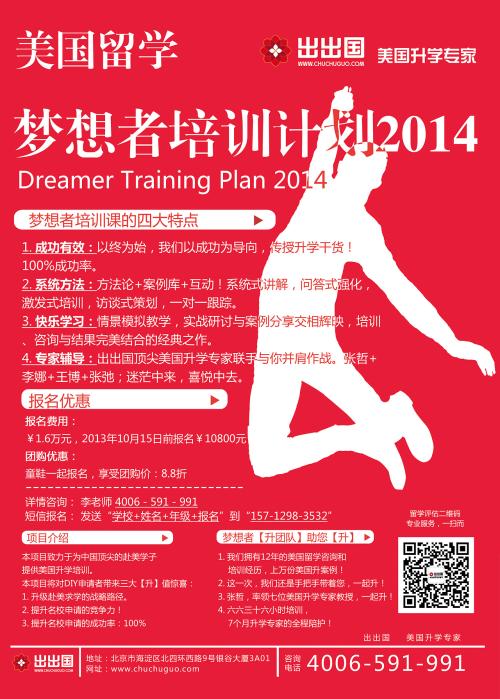 美国留学
出出国
WWW.CHUCHUGUO.COM
美国升学专家
梦想者培训计划2014
Dreamer Training Plan 2014
梦想者培训课的四大特点
1. 成功有效：以终为始，我们以成功为导向，传授升学干货！
100%成功率。
2. 系统方法：方法论+案例库+互动！系统式讲解，问答式强化，
激发式培训，访谈式策划，一对一跟踪。
3. 快乐学习：情景模拟教学，实战研讨与案例分享交相辉映，培训
、咨询与结果完美结合的经典之作。
4. 专家辅导：出出国顶尖美国升学专家联手与你并肩作战。张哲+
李娜+王博+张弛；迷茫中来，喜悦中去。
报名优惠
报名费用：
￥1.6万元，2013年10月15日前报名￥10800元
团购优惠：
童鞋一起报名，享受团购价：8.8折
详情咨询： 李老师 4006 - 591 - 991
短信报名： 发送“学校+姓名+年级+报名”到“157-1298-3532”
留学评估二维码
专业服务，一扫而
项目介绍
本项目致力于为中国顶尖的赴美学子
提供美国升学培训。
本项目将对DIY申请者带来三大【升】值惊喜：
1. 升级赴美求学的战略路径。
2. 提升名校申请的竞争力！
3. 提升名校申请的成功率：100%
梦想者【升团队】助您【升】
1. 我们拥有12年的美国留学咨询和
培训经历，上万份美国升案例！
2. 这一次，我们还是手把手带着您，一起升！
3. 张哲，率领七位美国升学专家教授，一起升！
4. 六六三十六小时培训，
7个月升学专家的全程陪护！
出出国 美国升学专家
出出国
地址：北京市海淀区北四环西路9号银谷大厦3A01
网址：www.chuchuguo.com
咨询
电话
4006-591-991